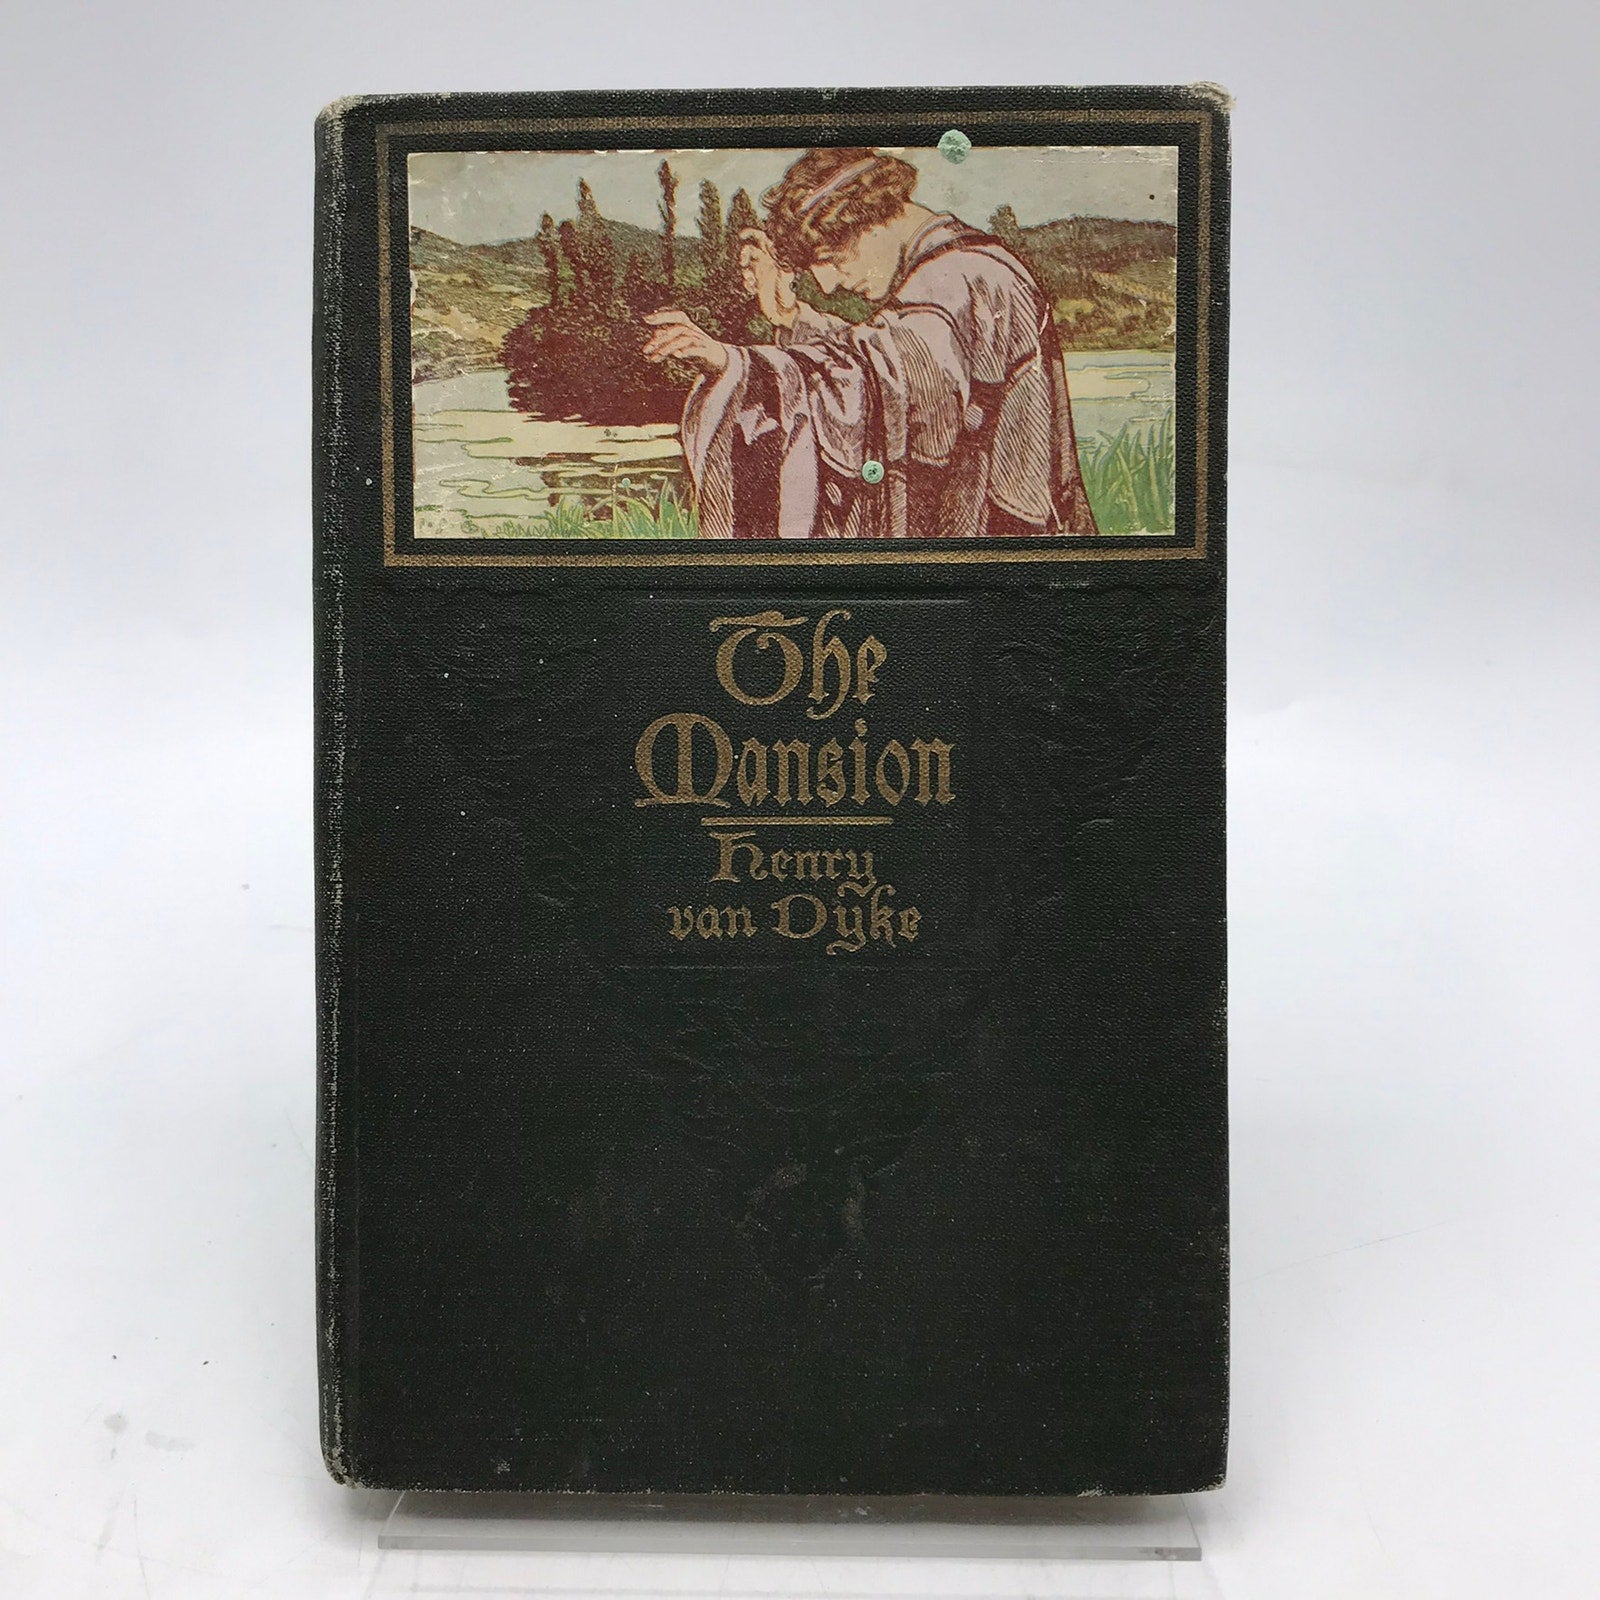 The
Mansion
Henry
van Dyke